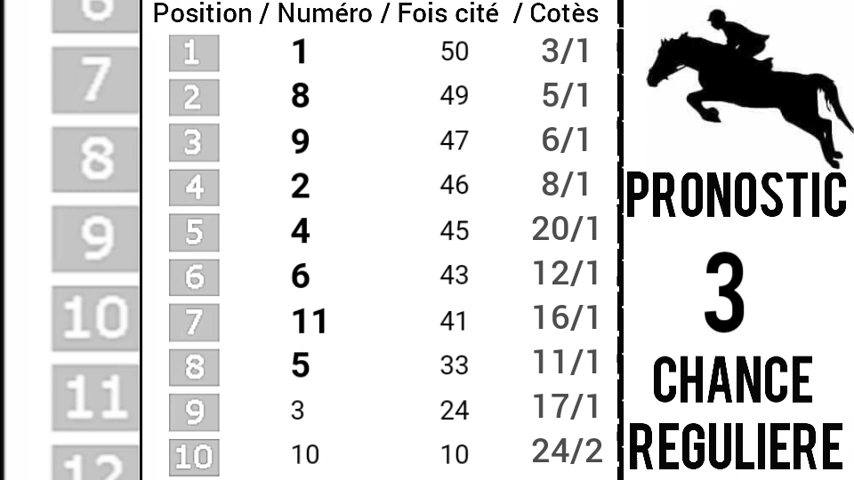 6
7
8
9
10
11
12
Position / Numéro / Fois cité / Cotès
1 1 50 3/1
2 8 49 5/1
3 9 47 6/1
4 2 46 8/1
5 4 45 20/1
6 6 43 12/1
7 11 41 16/1
8 5 33 11/1
9 3 24 17/1
10 10 10 24/2
PRONOSTIC
3
CHANCE
REGULIERE